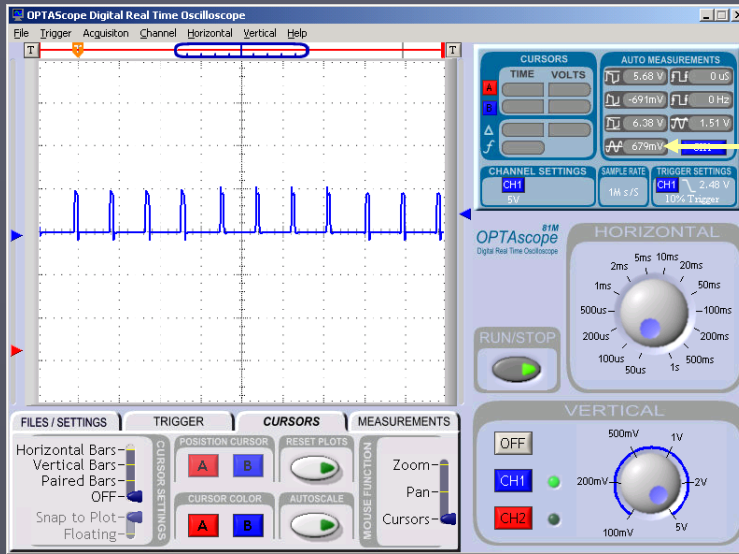 OPTAScope Digital Real Time Oscilloscope
File Trigger Acquisiton Channel Horizontal Vertical Help
T T T
CURSORS
TIME VOLTS
A
B
Δ
f
AUTO MEASUREMENTS
5.68 V 0 uS
-691mV 0 Hz
6.38 V 1.51 V
679mV CH1
CHANNEL SETTINGS
CH1
5V
SAMPLE RATE
1M s/S
TRIGGER SETTINGS
CH1 2.48 V
10% Trigger
81M
OPTAscope
Digital Real Time Oscilloscope
RUN/STOP
HORIZONTAL
5ms 10ms
2ms 20ms
1ms 50ms
500us 100ms
200us 200ms
100us 500ms
50us 1s
FILES / SETTINGS TRIGGER CURSORS MEASUREMENTS
Horizontal Bars
Vertical Bars
Paired Bars
OFF
Snap to Plot
Floating
CURSOR SETTINGS
POSISTION CURSOR
A B
CURSOR COLOR
A B
RESET PLOTS
AUTOSCALE
MOUSE FUNCTION
Zoom
Pan
Cursors
VERTICAL
OFF
CH1
CH2
500mV 1V
200mV 2V
100mV 5V